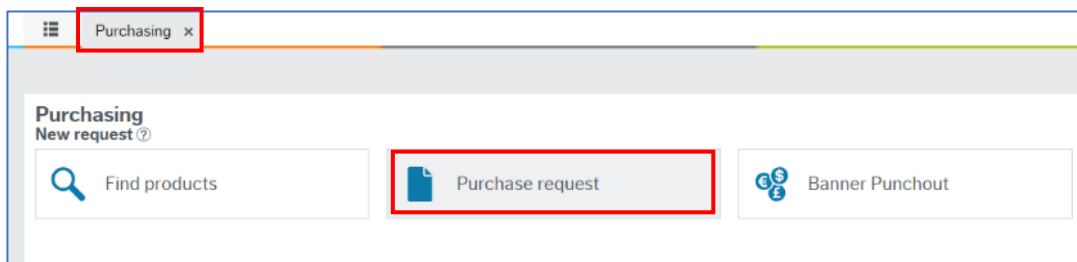 Purchasing ×
Purchasing
New request ?
Find products
Purchase request
€ $ £
Banner Punchout